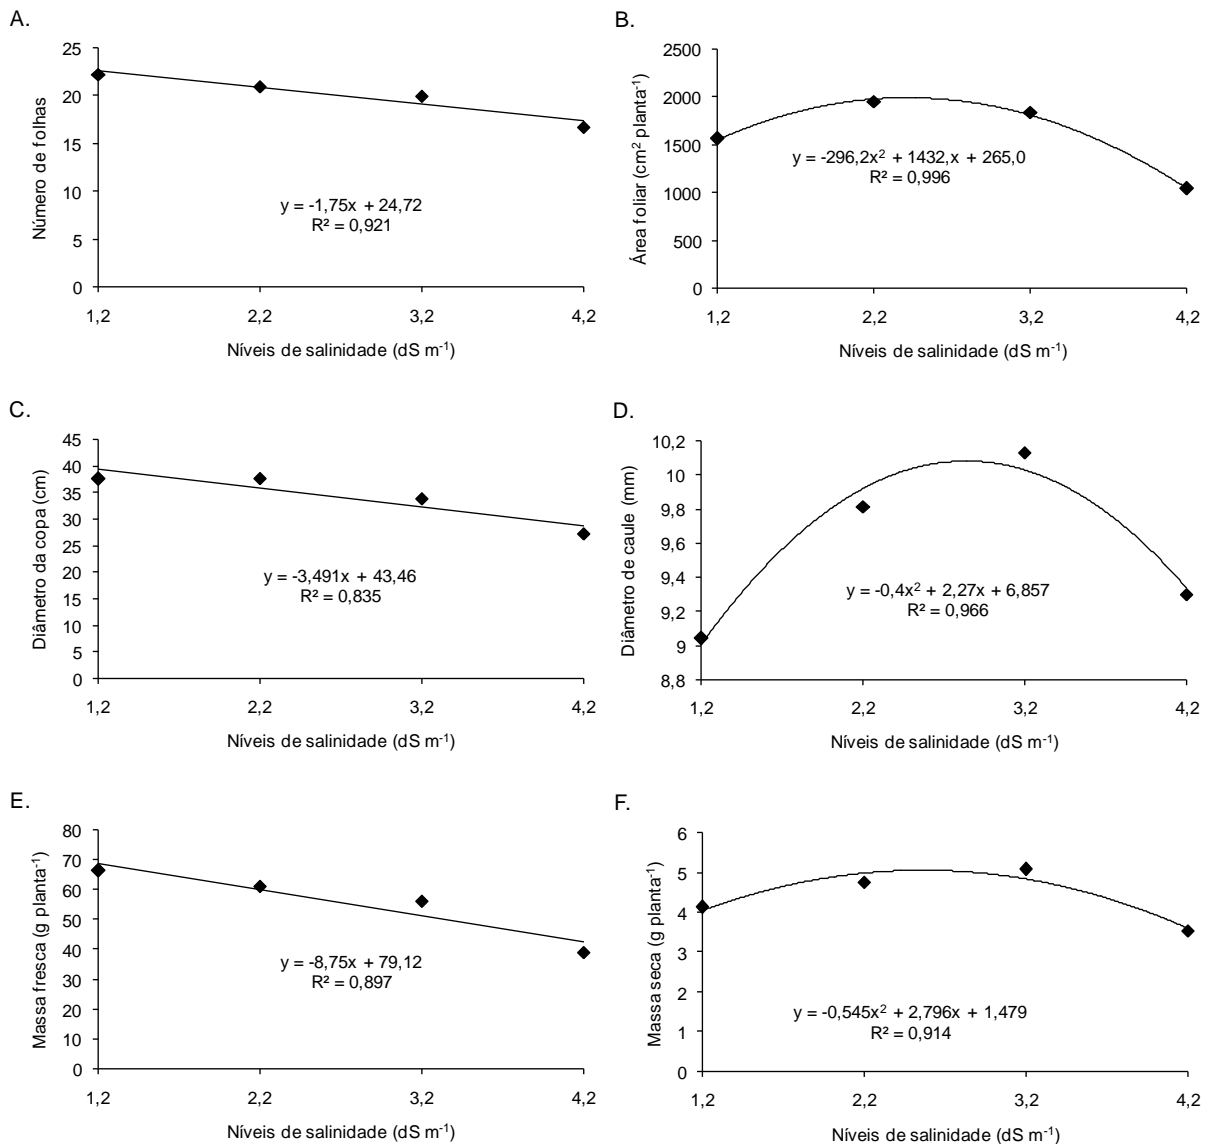 A.
Número de folhas
25
20
15
10
5
0
y = -1,75x + 24,72
R² = 0,921
1,2 2,2 3,2 4,2
Níveis de salinidade (dS m⁻¹)
B.
Área foliar (cm² planta⁻¹)
2500
2000
1500
1000
500
0
y = -296,2x² + 1432,x + 265,0
R² = 0,996
1,2 2,2 3,2 4,2
Níveis de salinidade (dS m⁻¹)
C.
Diâmetro da copa (cm)
45
40
35
30
25
20
15
10
5
0
y = -3,491x + 43,46
R² = 0,835
1,2 2,2 3,2 4,2
Níveis de salinidade (dS m⁻¹)
D.
Diâmetro de caule (mm)
10,2
10
9,8
9,6
9,4
9,2
9
8,8
y = -0,4x² + 2,27x + 6,857
R² = 0,966
1,2 2,2 3,2 4,2
Níveis de salinidade (dS m⁻¹)
E.
Massa fresca (g planta⁻¹)
80
70
60
50
40
30
20
10
0
y = -8,75x + 79,12
R² = 0,897
1,2 2,2 3,2 4,2
Níveis de salinidade (dS m⁻¹)
F.
Massa seca (g planta⁻¹)
6
5
4
3
2
1
0
y = -0,545x² + 2,796x + 1,479
R² = 0,914
1,2 2,2 3,2 4,2
Níveis de salinidade (dS m⁻¹)